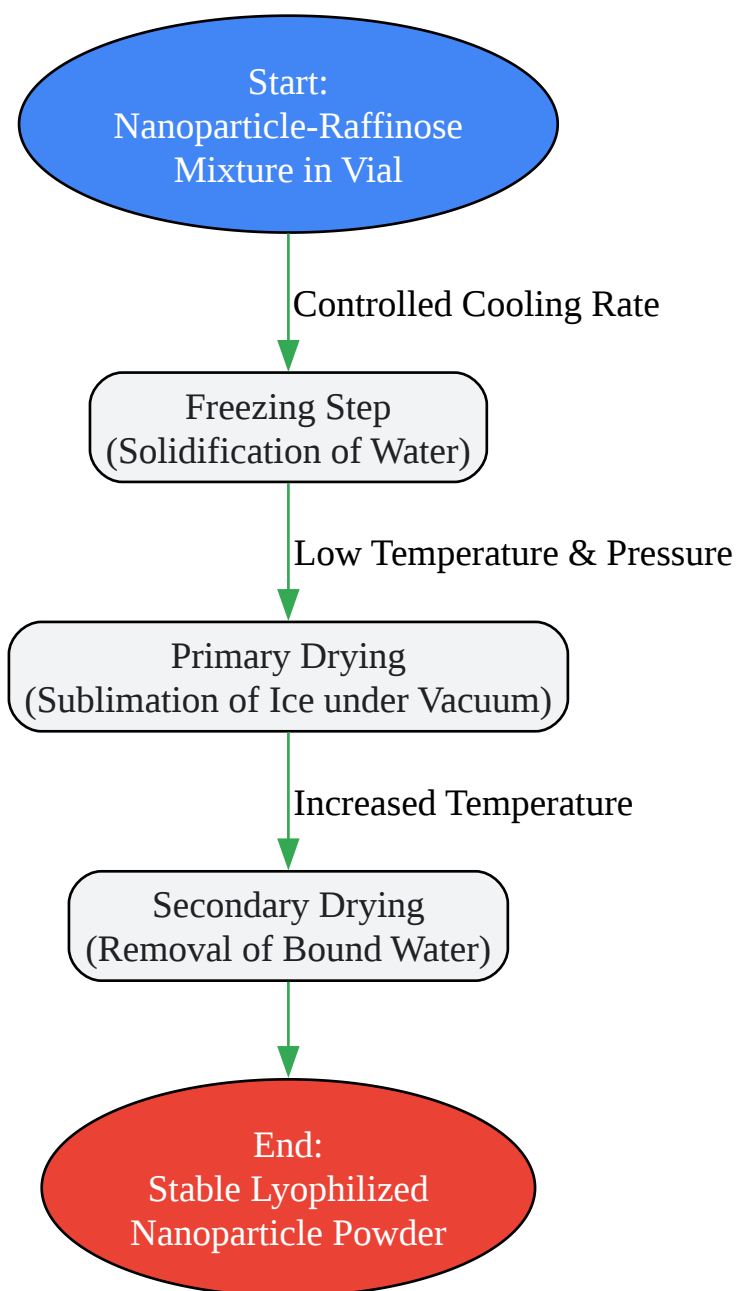 Start:
Nanoparticle-Raffinose
Mixture in Vial
Controlled Cooling Rate
Freezing Step
(Solidification of Water)
Low Temperature & Pressure
Primary Drying
(Sublimation of Ice under Vacuum)
Increased Temperature
Secondary Drying
(Removal of Bound Water)
End:
Stable Lyophilized
Nanoparticle Powder